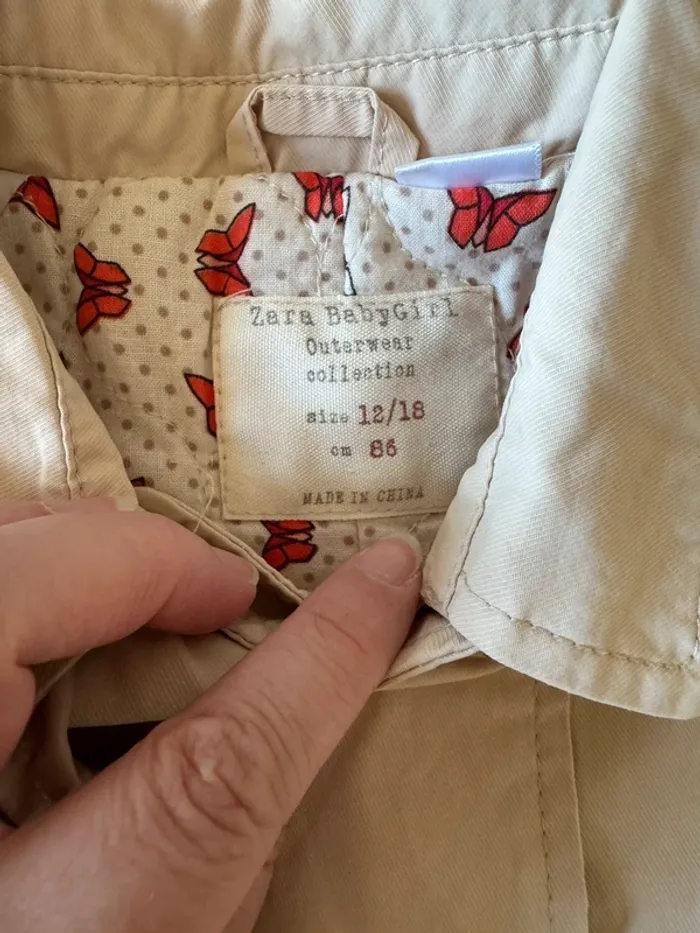 Zara BabyGirl
Outerwear
collection
size 12/18
cm 86
MADE IN CHINA